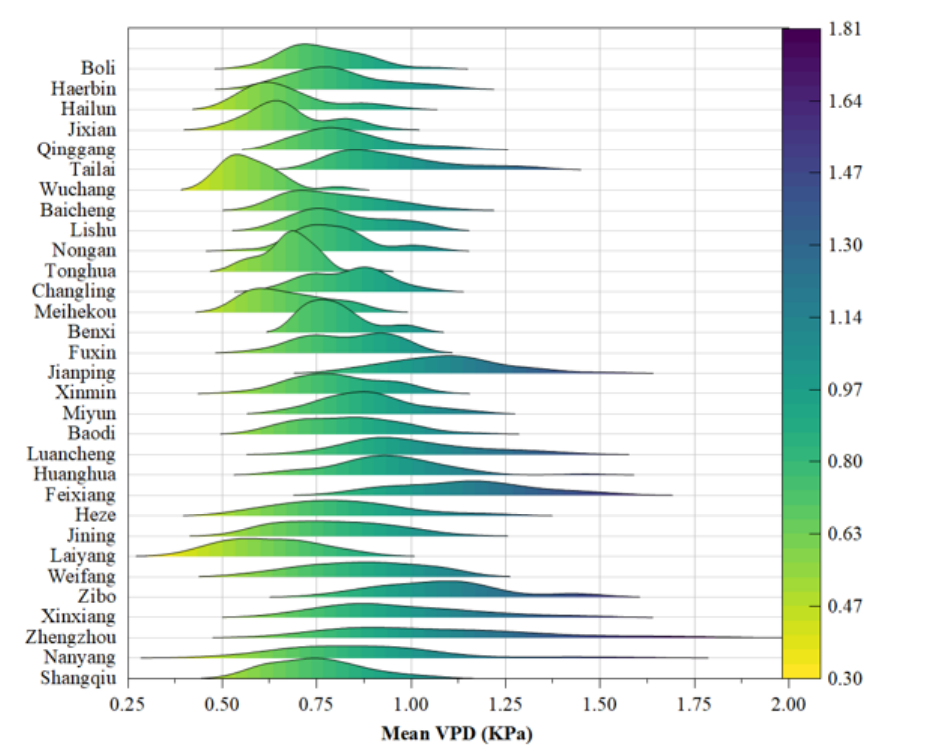 Boli
Haerbin
Hailun
Jixian
Qinggang
Tailai
Wuchang
Baicheng
Lishu
Nongan
Tonghua
Changling
Meihekou
Benxi
Fuxin
Jianping
Xinmin
Miyun
Baodi
Luancheng
Huanghua
Feixiang
Heze
Jining
Laiyang
Weifang
Zibo
Xinxiang
Zhengzhou
Nanyang
Shangqiu
0.25 0.50 0.75 1.00 1.25 1.50 1.75 2.00
Mean VPD (KPa)
1.81
1.64
1.47
1.30
1.14
0.97
0.80
0.63
0.47
0.30